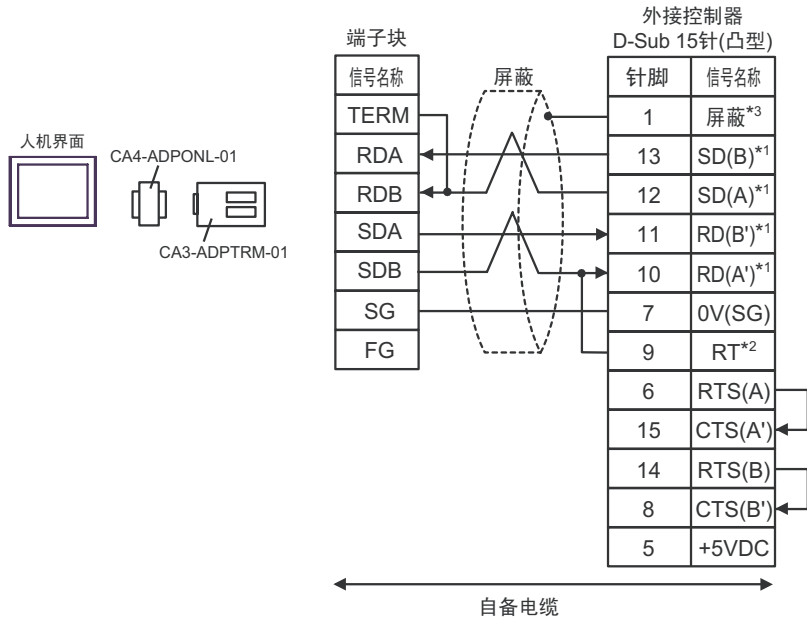 外接控制器
端子块
D-Sub 15针(凸型)
信号名称
屏蔽
针脚
信号名称
TERM
1
屏蔽*3
人机界面
CA4-ADPONL-01
RDA
13
SD(B)*1
RDB
12
SD(A)*1
SDA
11
RD(B')*1
CA3-ADPTRM-01
SDB
10
RD(A')*1
SG
7
0V(SG)
FG
9
RT*2
6
RTS(A)
15
CTS(A')
14
RTS(B)
8
CTS(B')
5
+5VDC
自备电缆